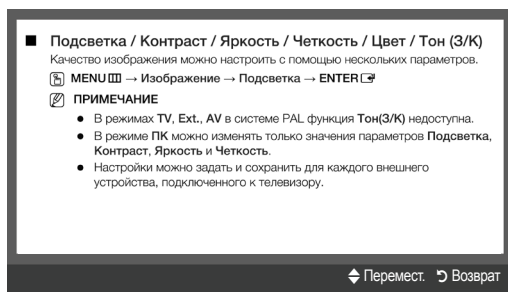 ■ Подсветка / Контраст / Яркость / Четкость / Цвет / Тон (З/К)
Качество изображения можно настроить с помощью нескольких параметров.
MENU → Изображение → Подсветка → ENTER
ПРИМЕЧАНИЕ
● В режимах TV, Ext., AV в системе PAL функция Тон(З/К) недоступна.
● В режиме ПК можно изменять только значения параметров Подсветка,
Контраст, Яркость и Четкость.
● Настройки можно задать и сохранить для каждого внешнего
устройства, подключенного к телевизору.
Перемест. Возврат